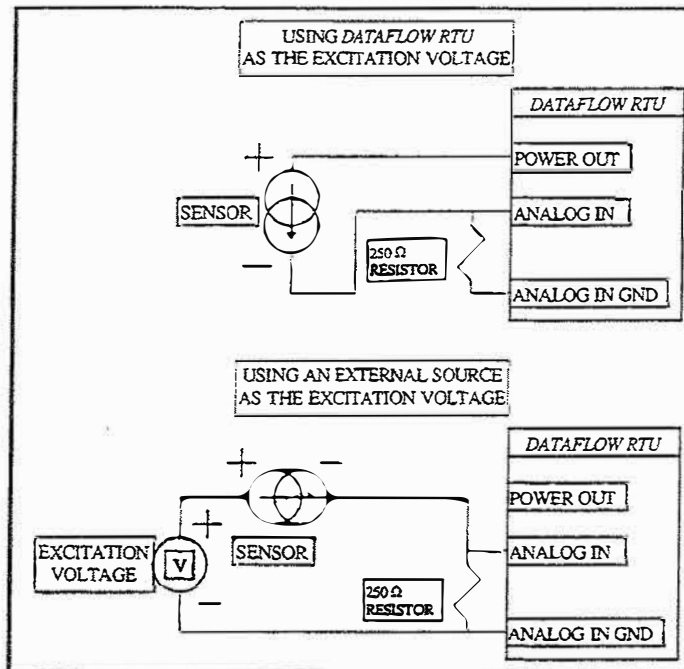 USING DATAFLOW RTU
AS THE EXCITATION VOLTAGE
DATAFLOW RTU
+
POWER OUT
SENSOR
ANALOG IN
250 Ω
RESISTOR
—
ANALOG IN GND
USING AN EXTERNAL SOURCE
AS THE EXCITATION VOLTAGE
DATAFLOW RTU
+ —
POWER OUT
+
SENSOR
ANALOG IN
EXCITATION
VOLTAGE
V
250 Ω
RESISTOR
—
ANALOG IN GND